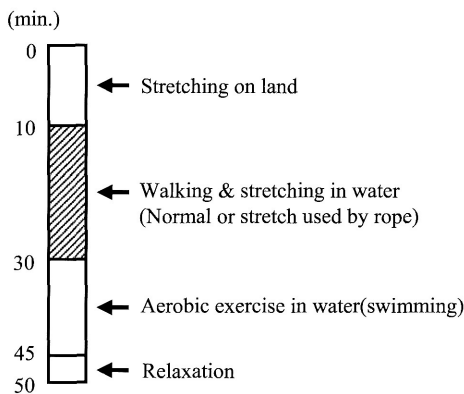 (min.)
0
Stretching on land
10
Walking & stretching in water
(Normal or stretch used by rope)
30
Aerobic exercise in water(swimming)
45
Relaxation
50